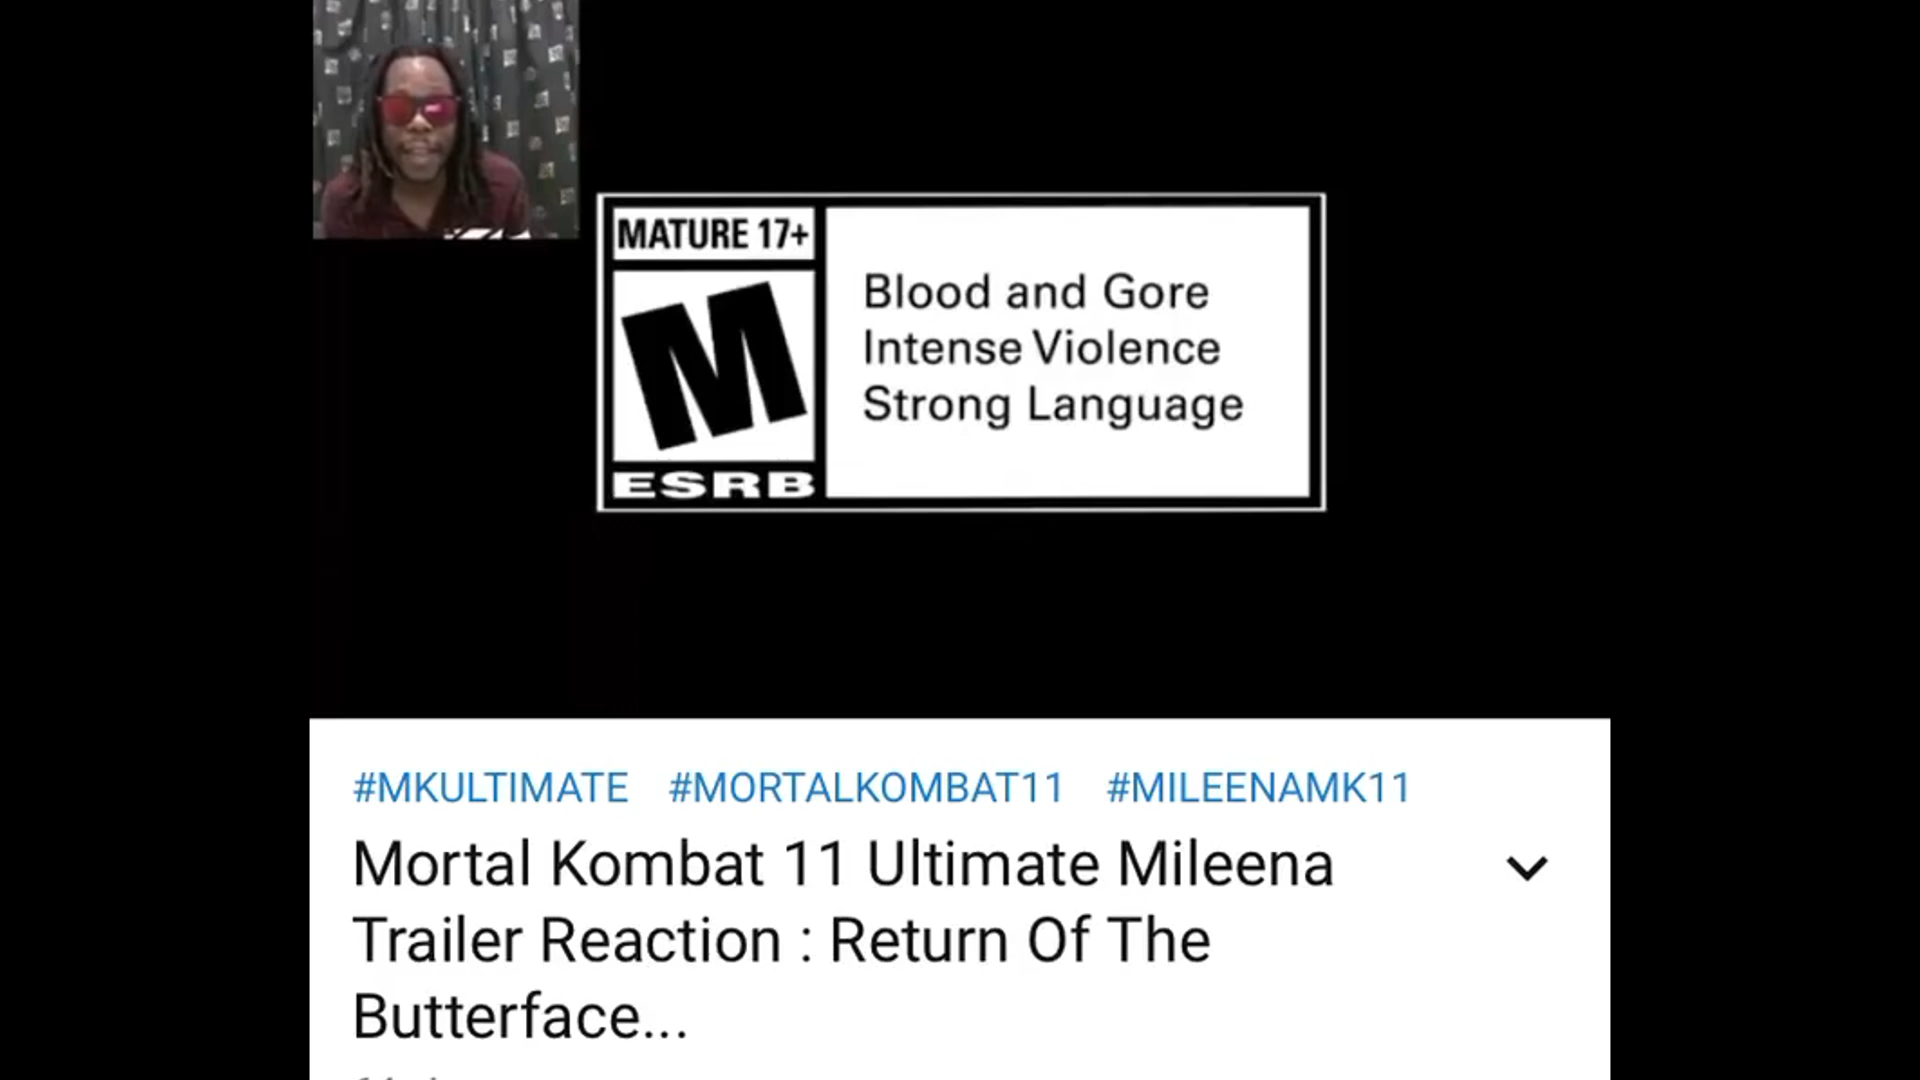 MATURE 17+
M
ESRB
Blood and Gore
Intense Violence
Strong Language
#MKULTIMATE #MORTALKOMBAT11 #MILEENAMK11
Mortal Kombat 11 Ultimate Mileena
Trailer Reaction : Return Of The
Butterface...